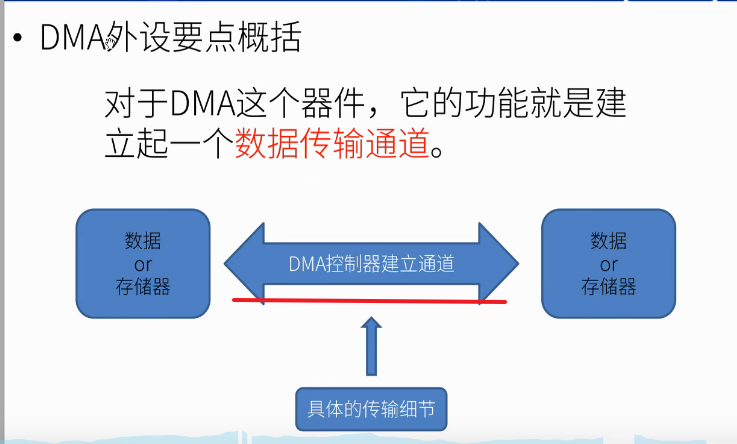 • DMA外设要点概括
对于DMA这个器件，它的功能就是建
立起一个数据传输通道。
数据
or
存储器
DMA控制器建立通道
数据
or
存储器
具体的传输细节